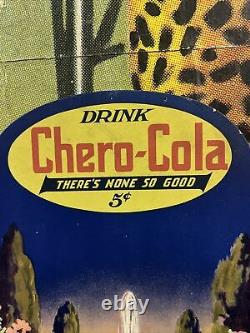 DRINK
Chero-Cola
THERE'S NONE SO GOOD
5¢
©